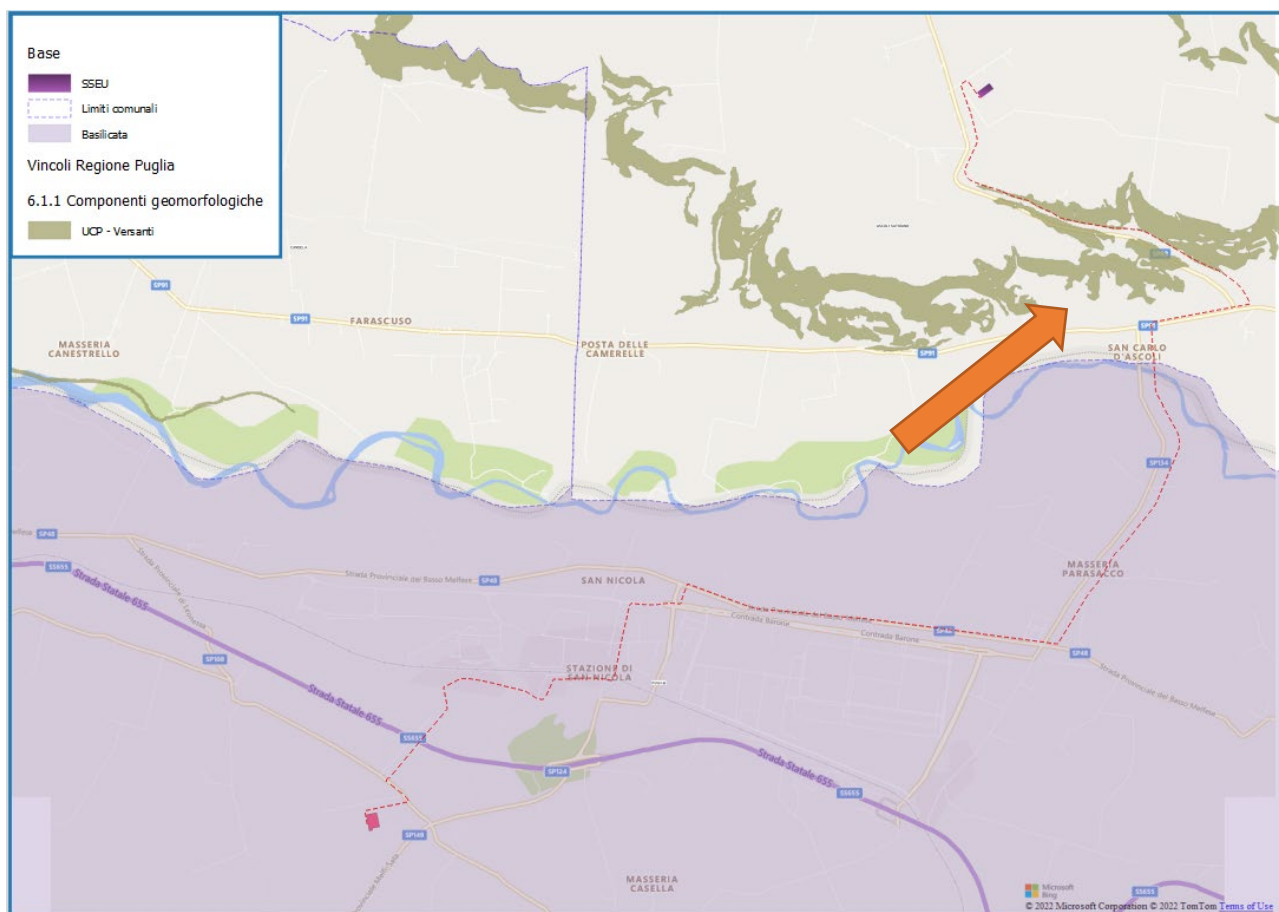 Base
SSEU
Limiti comunali
Basilicata
Vincoli Regione Puglia
6.1.1 Componenti geomorfologiche
UCP - Versanti
SP91
SP91
FARASCUSO
MASSERIA
CANESTRELLO
POSTA DELLE
CAMERELLE
SP91
SAN CARLO
D'ASCOLI
SP134
SP48
SS655
Strada Statale 655
Strada Provinciale del Basso Melfese
SP48
SAN NICOLA
MASSERIA
PARASACCO
Contrada Barone
Contrada Barone
SP48
Strada Provinciale del Basso Melfese
SP108
STAZIONE DI
SAN NICOLA
Strada Statale 655
SS655
SP124
Strada Statale 655
SS655
SP149
MASSERIA
CASELLA
SS655
Microsoft
Bing
© 2022 Microsoft Corporation © 2022 TomTom Terms of Use